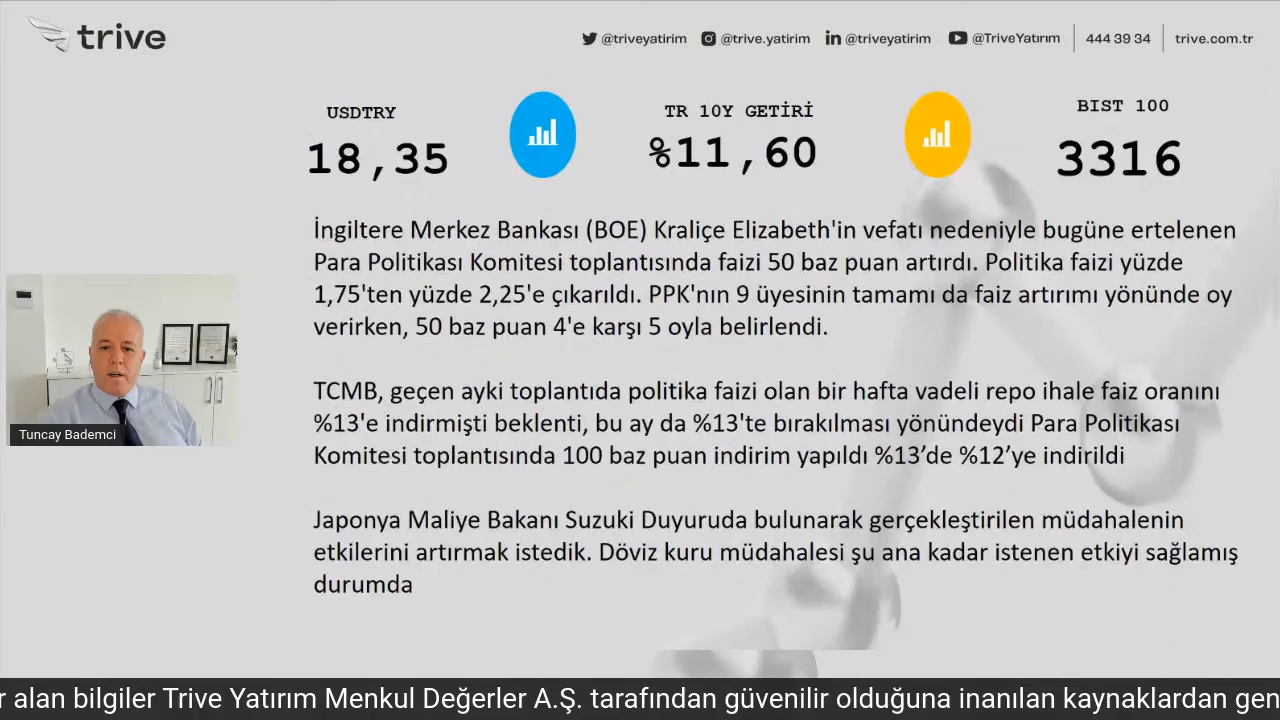 trive
@triveyatirim @trive.yatirim @triveyatirim @TriveYatırım 444 39 34 trive.com.tr
USDTRY
18,35
TR 10Y GETİRİ
%11,60
BIST 100
3316
İngiltere Merkez Bankası (BOE) Kraliçe Elizabeth'in vefatı nedeniyle bugüne ertelenen
Para Politikası Komitesi toplantısında faizi 50 baz puan artırdı. Politika faizi yüzde
1,75'ten yüzde 2,25'e çıkarıldı. PPK'nın 9 üyesinin tamamı da faiz artırımı yönünde oy
verirken, 50 baz puan 4'e karşı 5 oyla belirlendi.
TCMB, geçen ayki toplantıda politika faizi olan bir hafta vadeli repo ihale faiz oranını
%13'e indirmişti beklenti, bu ay da %13'te bırakılması yönündeydi Para Politikası
Komitesi toplantısında 100 baz puan indirim yapıldı %13’de %12’ye indirildi
Japonya Maliye Bakanı Suzuki Duyuruda bulunarak gerçekleştirilen müdahalenin
etkilerini artırmak istedik. Döviz kuru müdahalesi şu ana kadar istenen etkiyi sağlamış
durumda
Tuncay Bademci
r alan bilgiler Trive Yatırım Menkul Değerler A.Ş. tarafından güvenilir olduğuna inanılan kaynaklardan gen